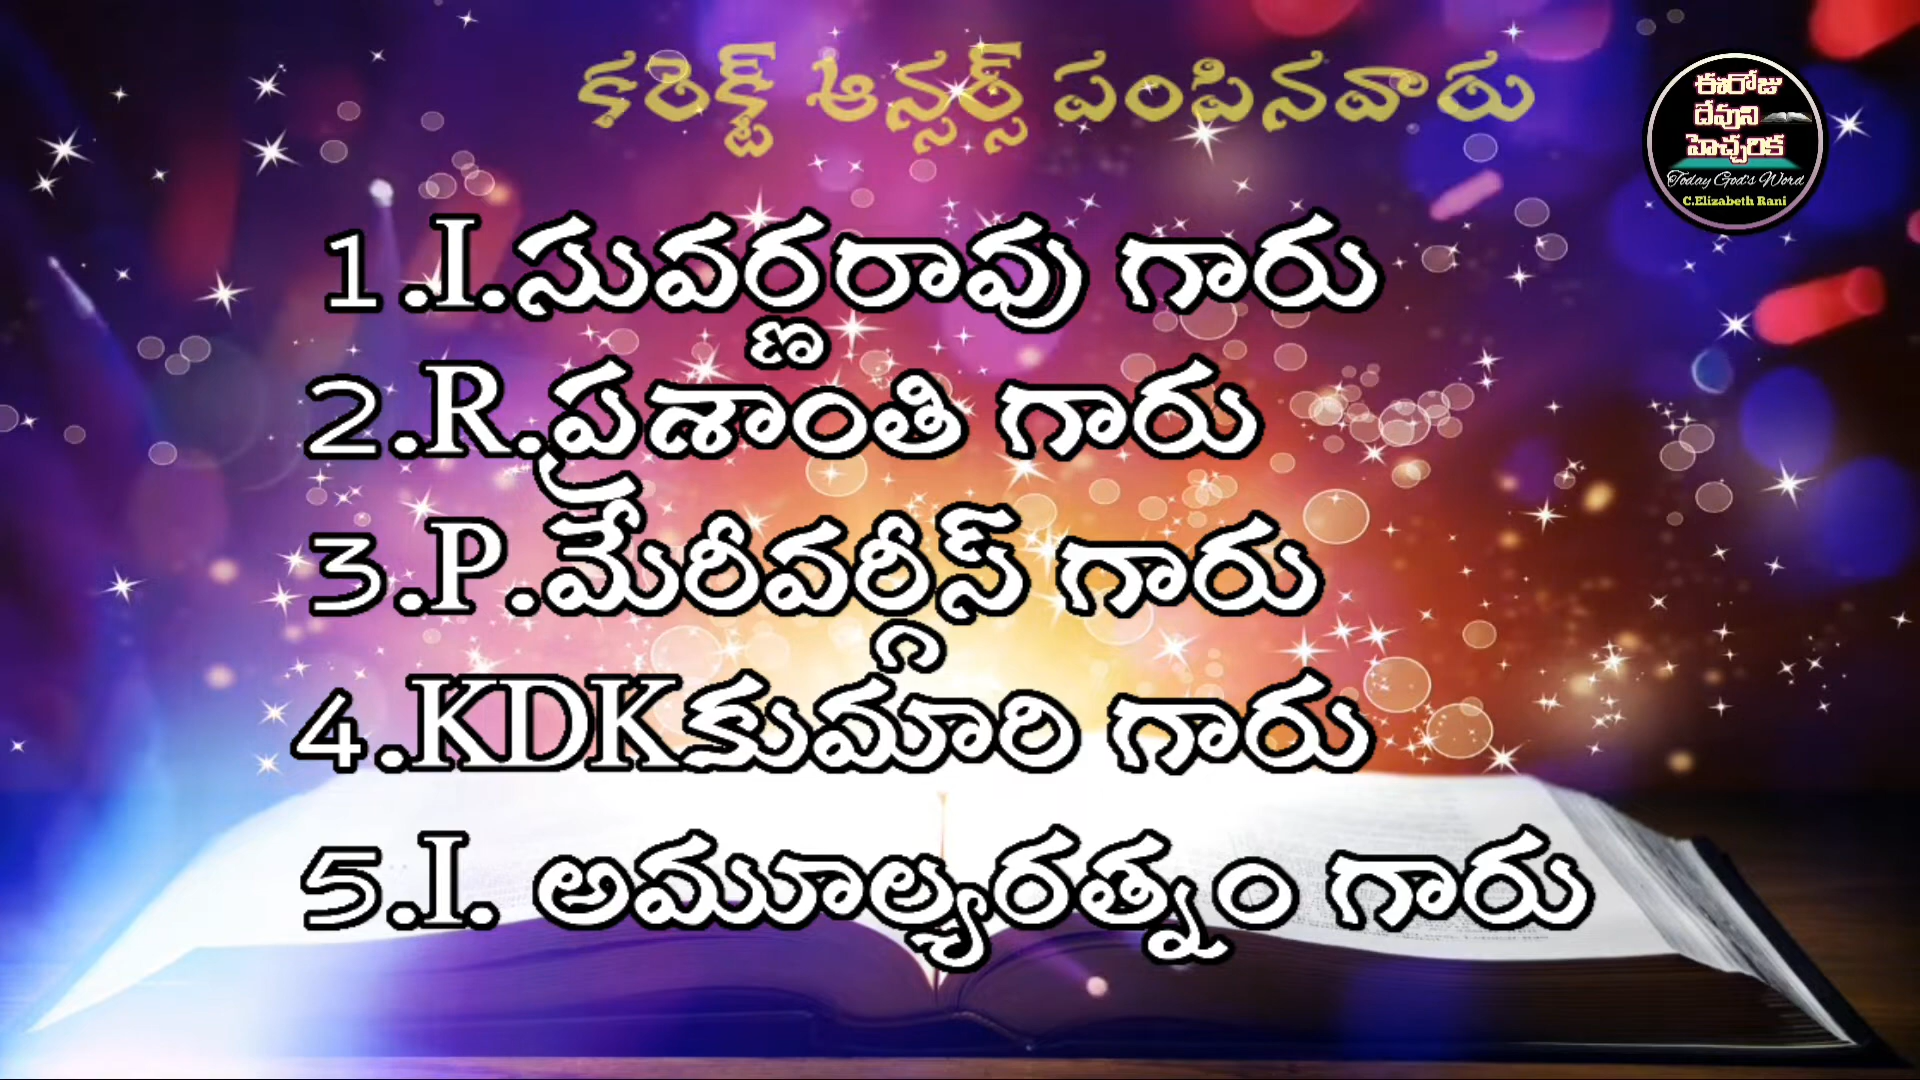 కరెక్ట్ ఆన్సర్స్ పంపినవారు
ఈరోజు
దేవుని
హెచ్చరిక
Today God's Word
C.Elizabeth Rani
1.I.సువర్ణరావు గారు
2.R.ప్రశాంతి గారు
3.P.మేరీవర్గీస్ గారు
4.KDKకుమారి గారు
5.I. అమూల్యరత్నం గారు